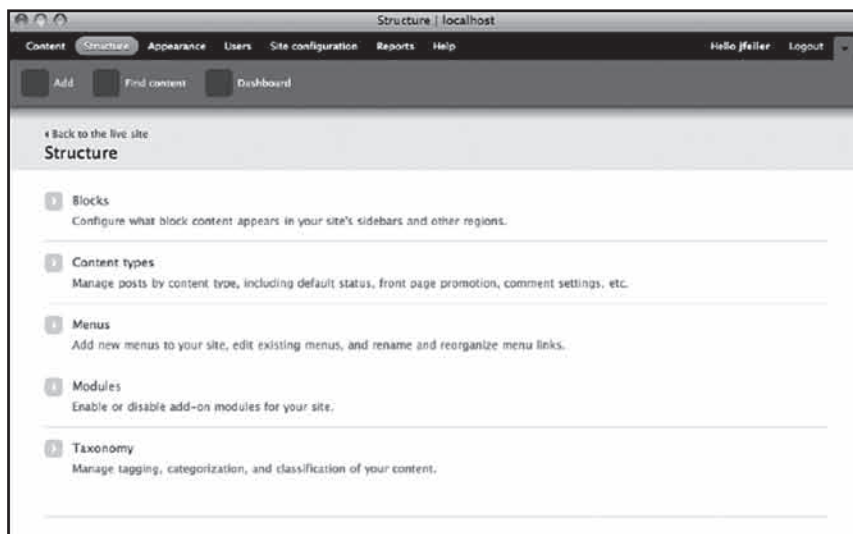 Structure | localhost
Content Structure Appearance Users Site configuration Reports Help Hello jfeiler Logout
Add Find content Dashboard
Back to the live site
Structure
Blocks
Configure what block content appears in your site's sidebars and other regions.
Content types
Manage posts by content type, including default status, front page promotion, comment settings, etc.
Menus
Add new menus to your site, edit existing menus, and rename and reorganize menu links.
Modules
Enable or disable add-on modules for your site.
Taxonomy
Manage tagging, categorization, and classification of your content.